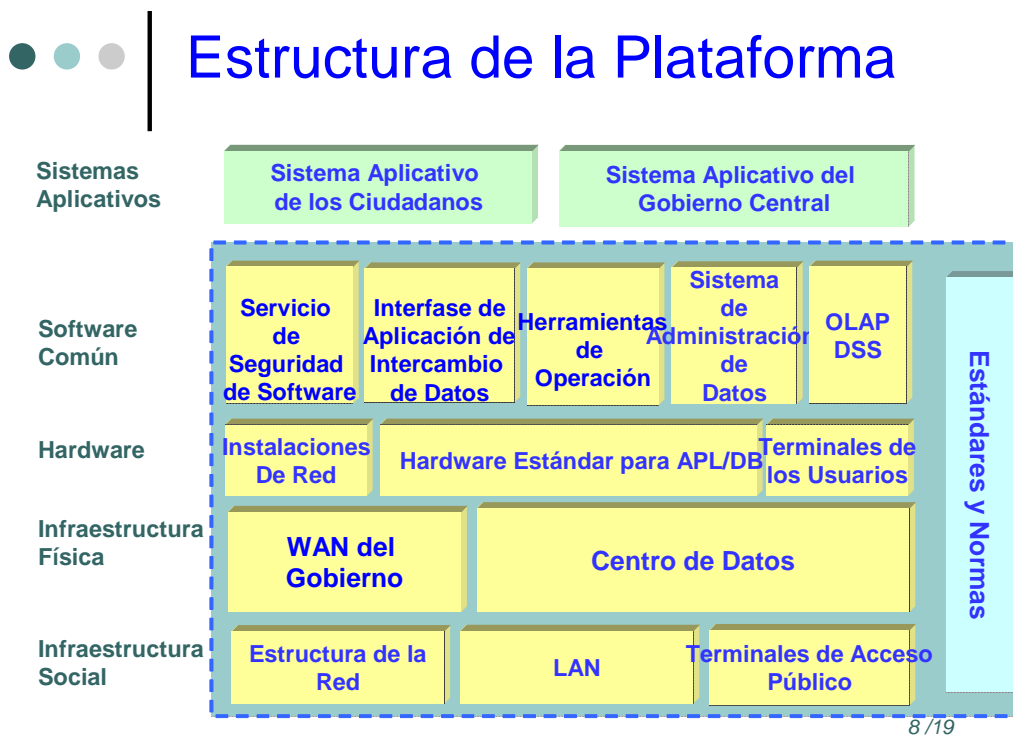 Estructura de la Plataforma
Sistemas
Aplicativos
Sistema Aplicativo
de los Ciudadanos
Sistema Aplicativo del
Gobierno Central
Software
Común
Servicio
de
Seguridad
de Software
Interfase de
Aplicación de
Intercambio
de Datos
Herramientas
de
Operación
Sistema
de
Administración
de
Datos
OLAP
DSS
Estándares y Normas
Hardware
Instalaciones
De Red
Hardware Estándar para APL/DB
Terminales de
los Usuarios
Infraestructura
Física
WAN del
Gobierno
Centro de Datos
Infraestructura
Social
Estructura de la
Red
LAN
Terminales de Acceso
Público
8 /19